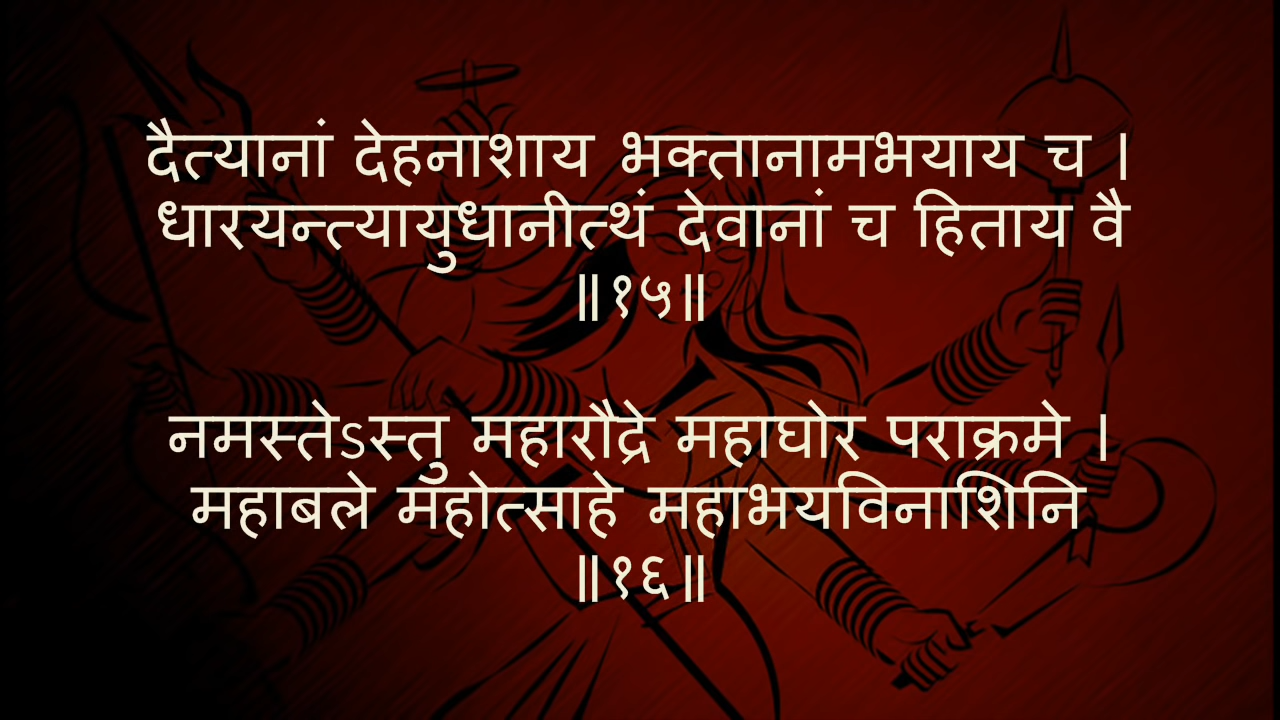 दैत्यानां देहनाशाय भक्तानामभयाय च ।
धारयन्त्यायुधानीत्थं देवानां च हिताय वै
॥१५॥
नमस्तेऽस्तु महारौद्रे महाघोर पराक्रमे ।
महाबले महोत्साहे महाभयविनाशिनि
॥१६॥